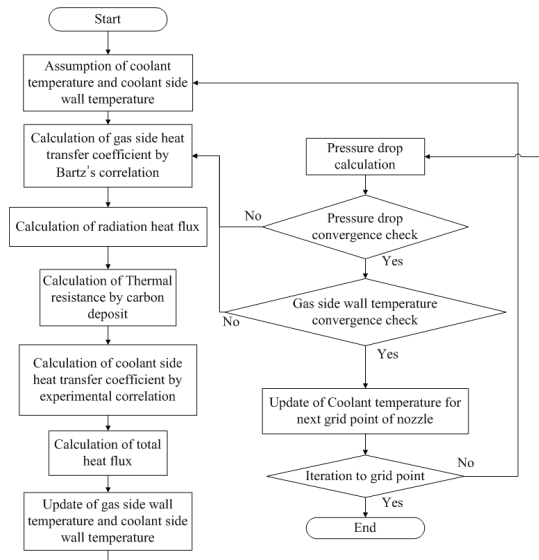 Start
Assumption of coolant
temperature and coolant side
wall temperature
Calculation of gas side heat
transfer coefficient by
Bartz's correlation
Calculation of radiation heat flux
Calculation of Thermal
resistance by carbon
deposit
Calculation of coolant side
heat transfer coefficient by
experimental correlation
Calculation of total
heat flux
Update of gas side wall
temperature and coolant side
wall temperature
Pressure drop
calculation
No
Pressure drop
convergence check
Yes
Gas side wall temperature
convergence check
No
Yes
Update of Coolant temperature for
next grid point of nozzle
No
Iteration to grid point
Yes
End